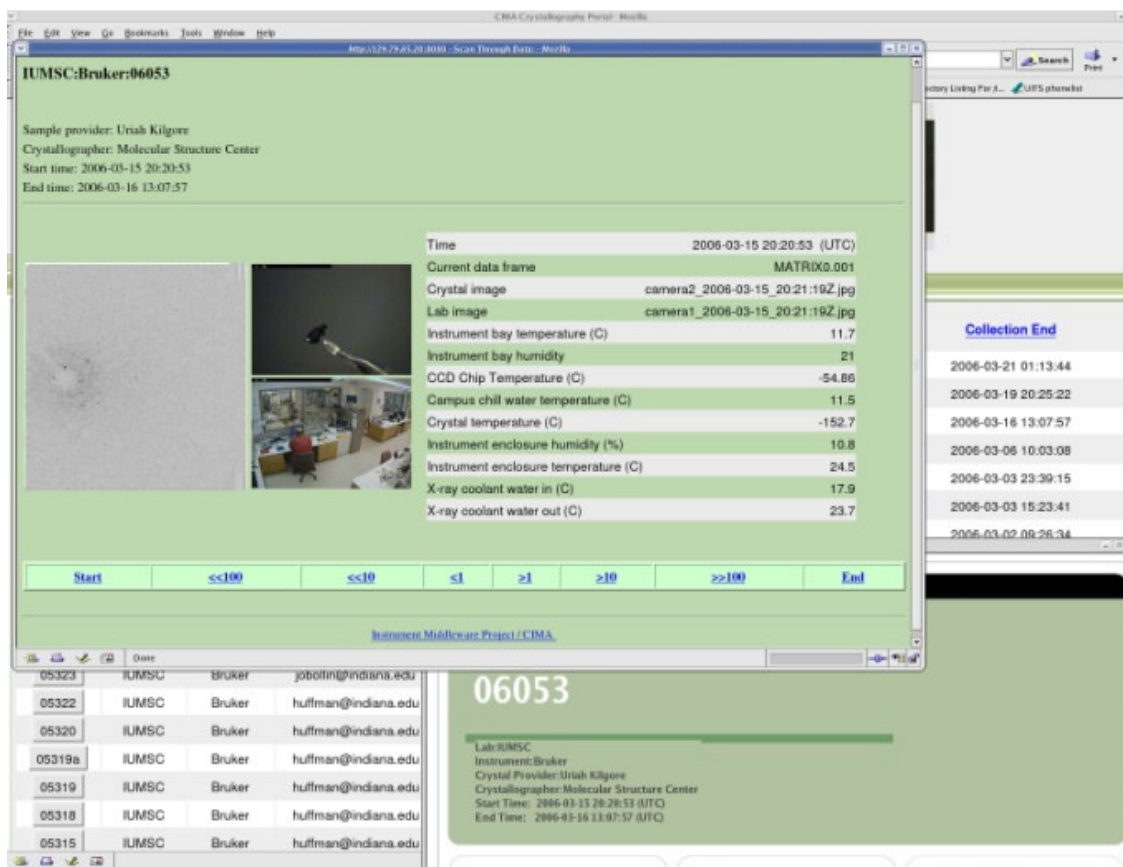 CIMA Crystallography Portal - Mozilla
File Edit View Go Bookmarks Tools Window Help
http://129.79.85.20:8080 - Scan Through Data: - Mozilla
Search
Print
IUMSC:Bruker:06053
UITS phonelist
Sample provider: Uriah Kilgore
Crystallographer: Molecular Structure Center
Start time: 2006-03-15 20:20:53
End time: 2006-03-16 13:07:57
Time 2006-03-15 20:20:53 (UTC)
Current data frame MATRIX0.001
Crystal image camera2_2006-03-15_20:21:19Z.jpg
Lab image camera1_2006-03-15_20:21:19Z.jpg
Instrument bay temperature (C) 11.7
Instrument bay humidity 21
CCD Chip Temperature (C) -54.86
Campus chill water temperature (C) 11.5
Crystal temperature (C) -152.7
Instrument enclosure humidity (%) 10.8
Instrument enclosure temperature (C) 24.5
X-ray coolant water in (C) 17.9
X-ray coolant water out (C) 23.7
Collection End
2006-03-21 01:13:44
2006-03-19 20:25:22
2006-03-16 13:07:57
2006-03-06 10:03:08
2006-03-03 23:39:15
2006-03-03 15:23:41
2006-03-02 09:26:34
Start <<100 <<10 <1 >1 >10 >>100 End
Instrument Middleware Project / CIMA
Done
05323 IUMSC Bruker jobollin@indiana.edu
05322 IUMSC Bruker huffman@indiana.edu
05320 IUMSC Bruker huffman@indiana.edu
05319a IUMSC Bruker huffman@indiana.edu
05319 IUMSC Bruker huffman@indiana.edu
05318 IUMSC Bruker huffman@indiana.edu
05315 IUMSC Bruker huffman@indiana.edu
06053
Lab:IUMSC
Instrument:Bruker
Crystal Provider:Uriah Kilgore
Crystallographer:Molecular Structure Center
Start Time: 2006-03-15 20:20:53 (UTC)
End Time: 2006-03-16 13:07:57 (UTC)